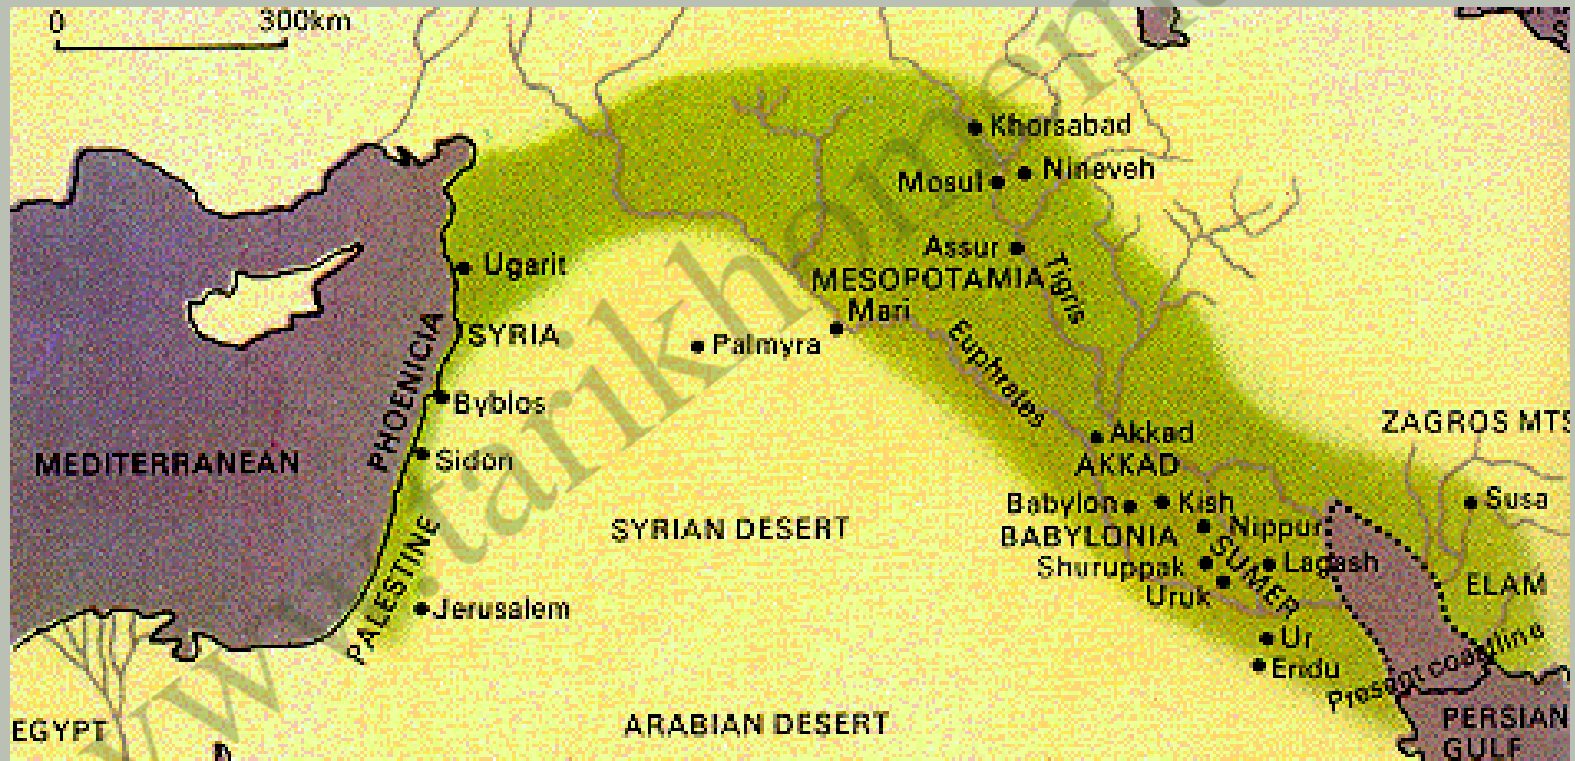 0 300km
Khorsabad
Mosul
Nineveh
Assur
Ugarit
MESOPOTAMIA
Tigris
Mari
SYRIA
Palmyra
Euphrates
PHOENICIA
Byblos
ZAGROS MTS
Akkad
MEDITERRANEAN
Sidon
AKKAD
Babylon
Kish
Susa
SYRIAN DESERT
Nippur
BABYLONIA
Shuruppak
SUMER
Lagash
ELAM
Uruk
PALESTINE
Jerusalem
Ur
Eridu
Present coastline
EGYPT
ARABIAN DESERT
PERSIAN
GULF